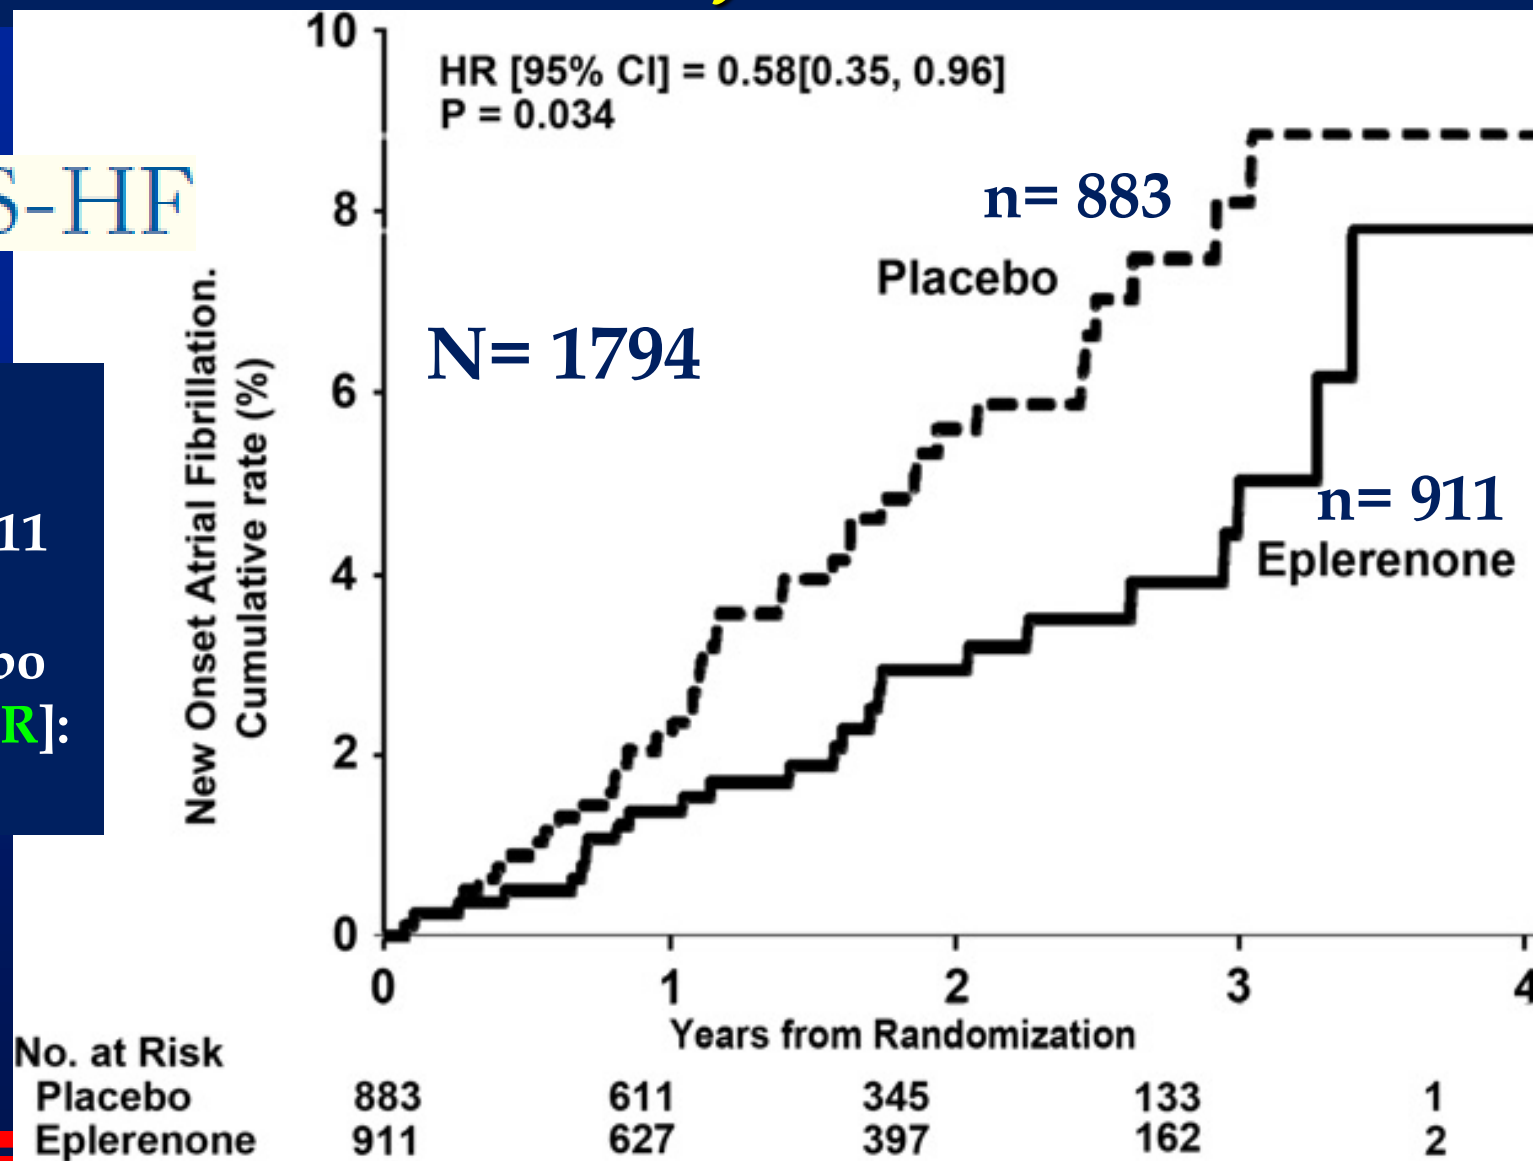 10
HR [95% CI] = 0.58[0.35, 0.96]
P = 0.034
S-HF
8
n= 883
Placebo
N= 1794
6
New Onset Atrial Fibrillation.
Cumulative rate (%)
11
n= 911
Eplerenone
4
bo
R]:
2
0
0 1 2 3 4
Years from Randomization
No. at Risk
Placebo 883 611 345 133 1
Eplerenone 911 627 397 162 2